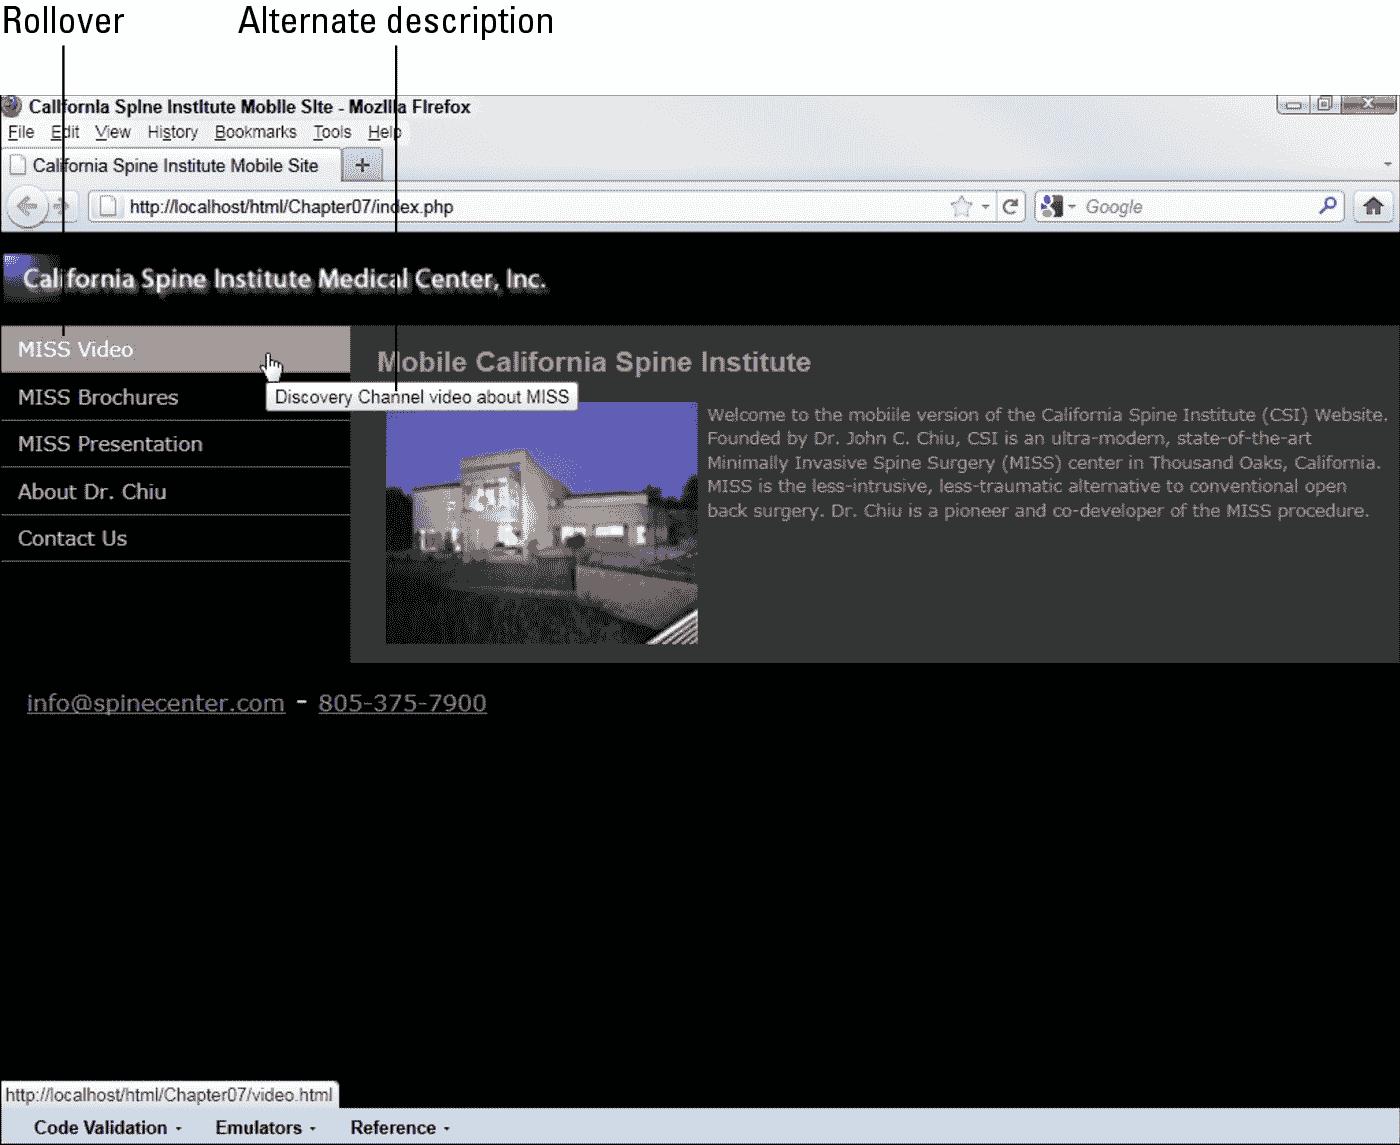 Rollover
Alternate description
California Spine Institute Mobile Site - Mozilla Firefox
File Edit View History Bookmarks Tools Help
California Spine Institute Mobile Site +
http://localhost/html/Chapter07/index.php
Google
California Spine Institute Medical Center, Inc.
MISS Video
MISS Brochures
MISS Presentation
About Dr. Chiu
Contact Us
Discovery Channel video about MISS
Mobile California Spine Institute
Welcome to the mobiile version of the California Spine Institute (CSI) Website.
Founded by Dr. John C. Chiu, CSI is an ultra-modern, state-of-the-art
Minimally Invasive Spine Surgery (MISS) center in Thousand Oaks, California.
MISS is the less-intrusive, less-traumatic alternative to conventional open
back surgery. Dr. Chiu is a pioneer and co-developer of the MISS procedure.
info@spinecenter.com - 805-375-7900
http://localhost/html/Chapter07/video.html
Code Validation Emulators Reference